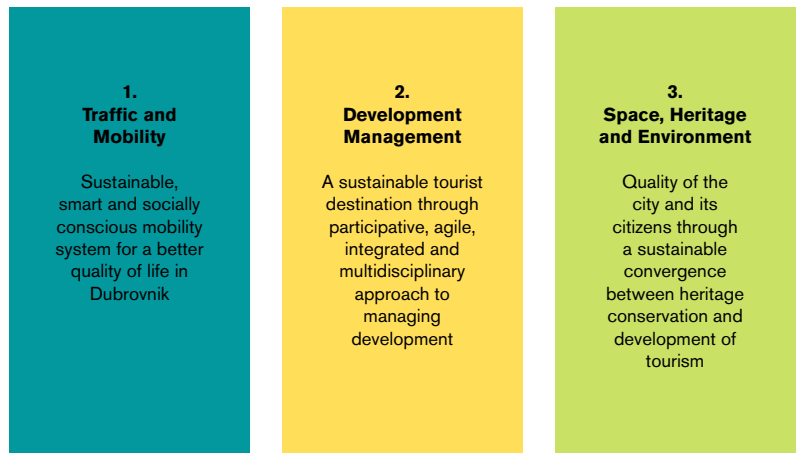 1.
Traffic and
Mobility
Sustainable,
smart and socially
conscious mobility
system for a better
quality of life in
Dubrovnik
2.
Development
Management
A sustainable tourist
destination through
participative, agile,
integrated and
multidisciplinary
approach to
managing
development
3.
Space, Heritage
and Environment
Quality of the
city and its
citizens through
a sustainable
convergence
between heritage
conservation and
development of
tourism